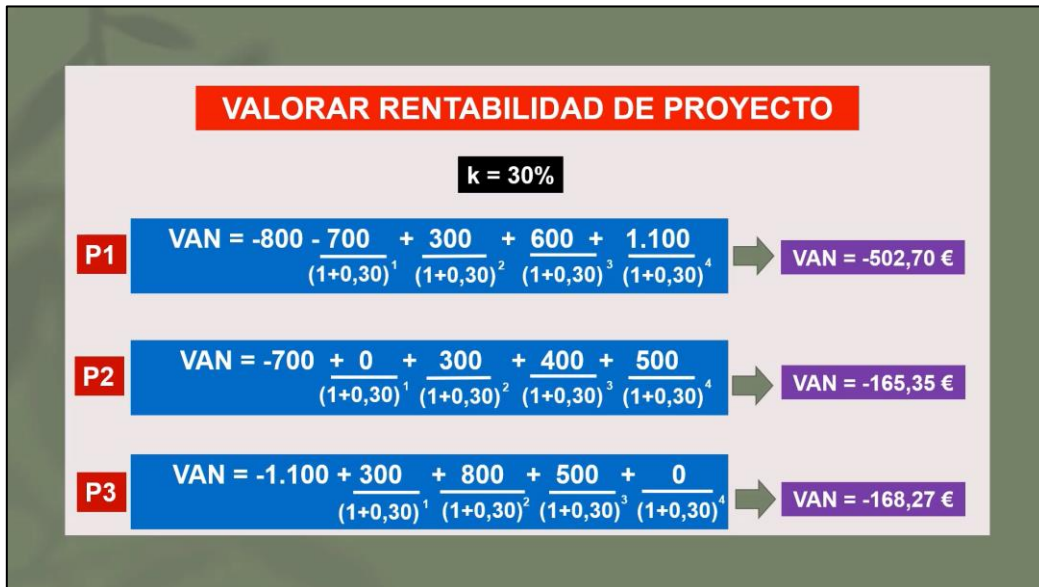 VALORAR RENTABILIDAD DE PROYECTO
k = 30%
P1
VAN = -800 - 700 + 300 + 600 + 1.100
(1+0,30)¹ (1+0,30)² (1+0,30)³ (1+0,30)⁴
VAN = -502,70 €
P2
VAN = -700 + 0 + 300 + 400 + 500
(1+0,30)¹ (1+0,30)² (1+0,30)³ (1+0,30)⁴
VAN = -165,35 €
P3
VAN = -1.100 + 300 + 800 + 500 + 0
(1+0,30)¹ (1+0,30)² (1+0,30)³ (1+0,30)⁴
VAN = -168,27 €